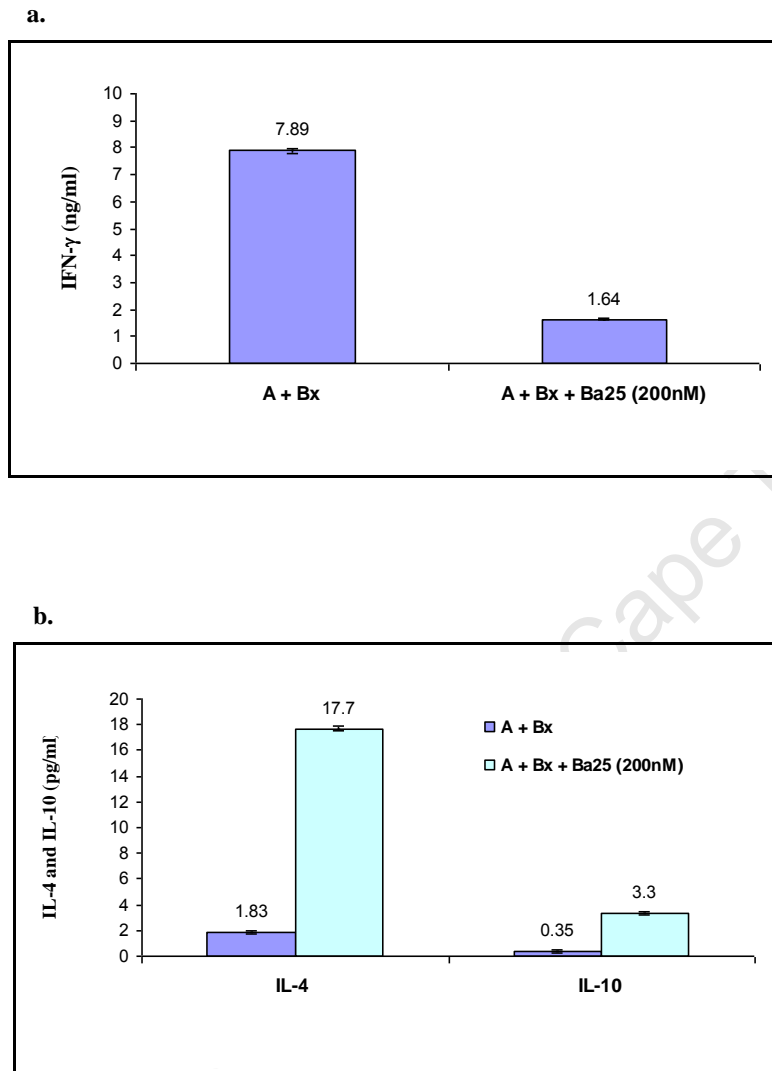 a.
10
9
8
7
6
5
4
3
2
1
0
IFN-γ (ng/ml)
7.89
1.64
A + Bx
A + Bx + Ba25 (200nM)
Cape
b.
20
18
16
14
12
10
8
6
4
2
0
IL-4 and IL-10 (pg/ml)
17.7
1.83
3.3
0.35
A + Bx
A + Bx + Ba25 (200nM)
IL-4
IL-10